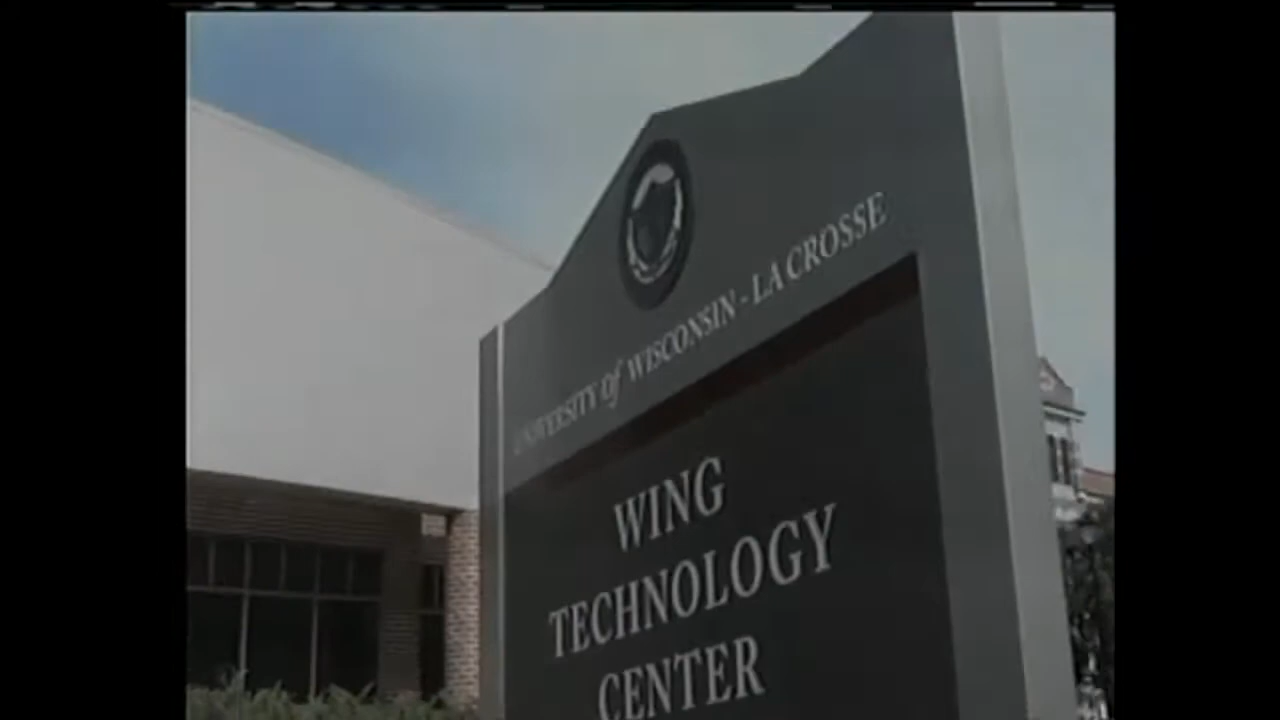 UNIVERSITY of WISCONSIN - LA CROSSE
WING
TECHNOLOGY
CENTER